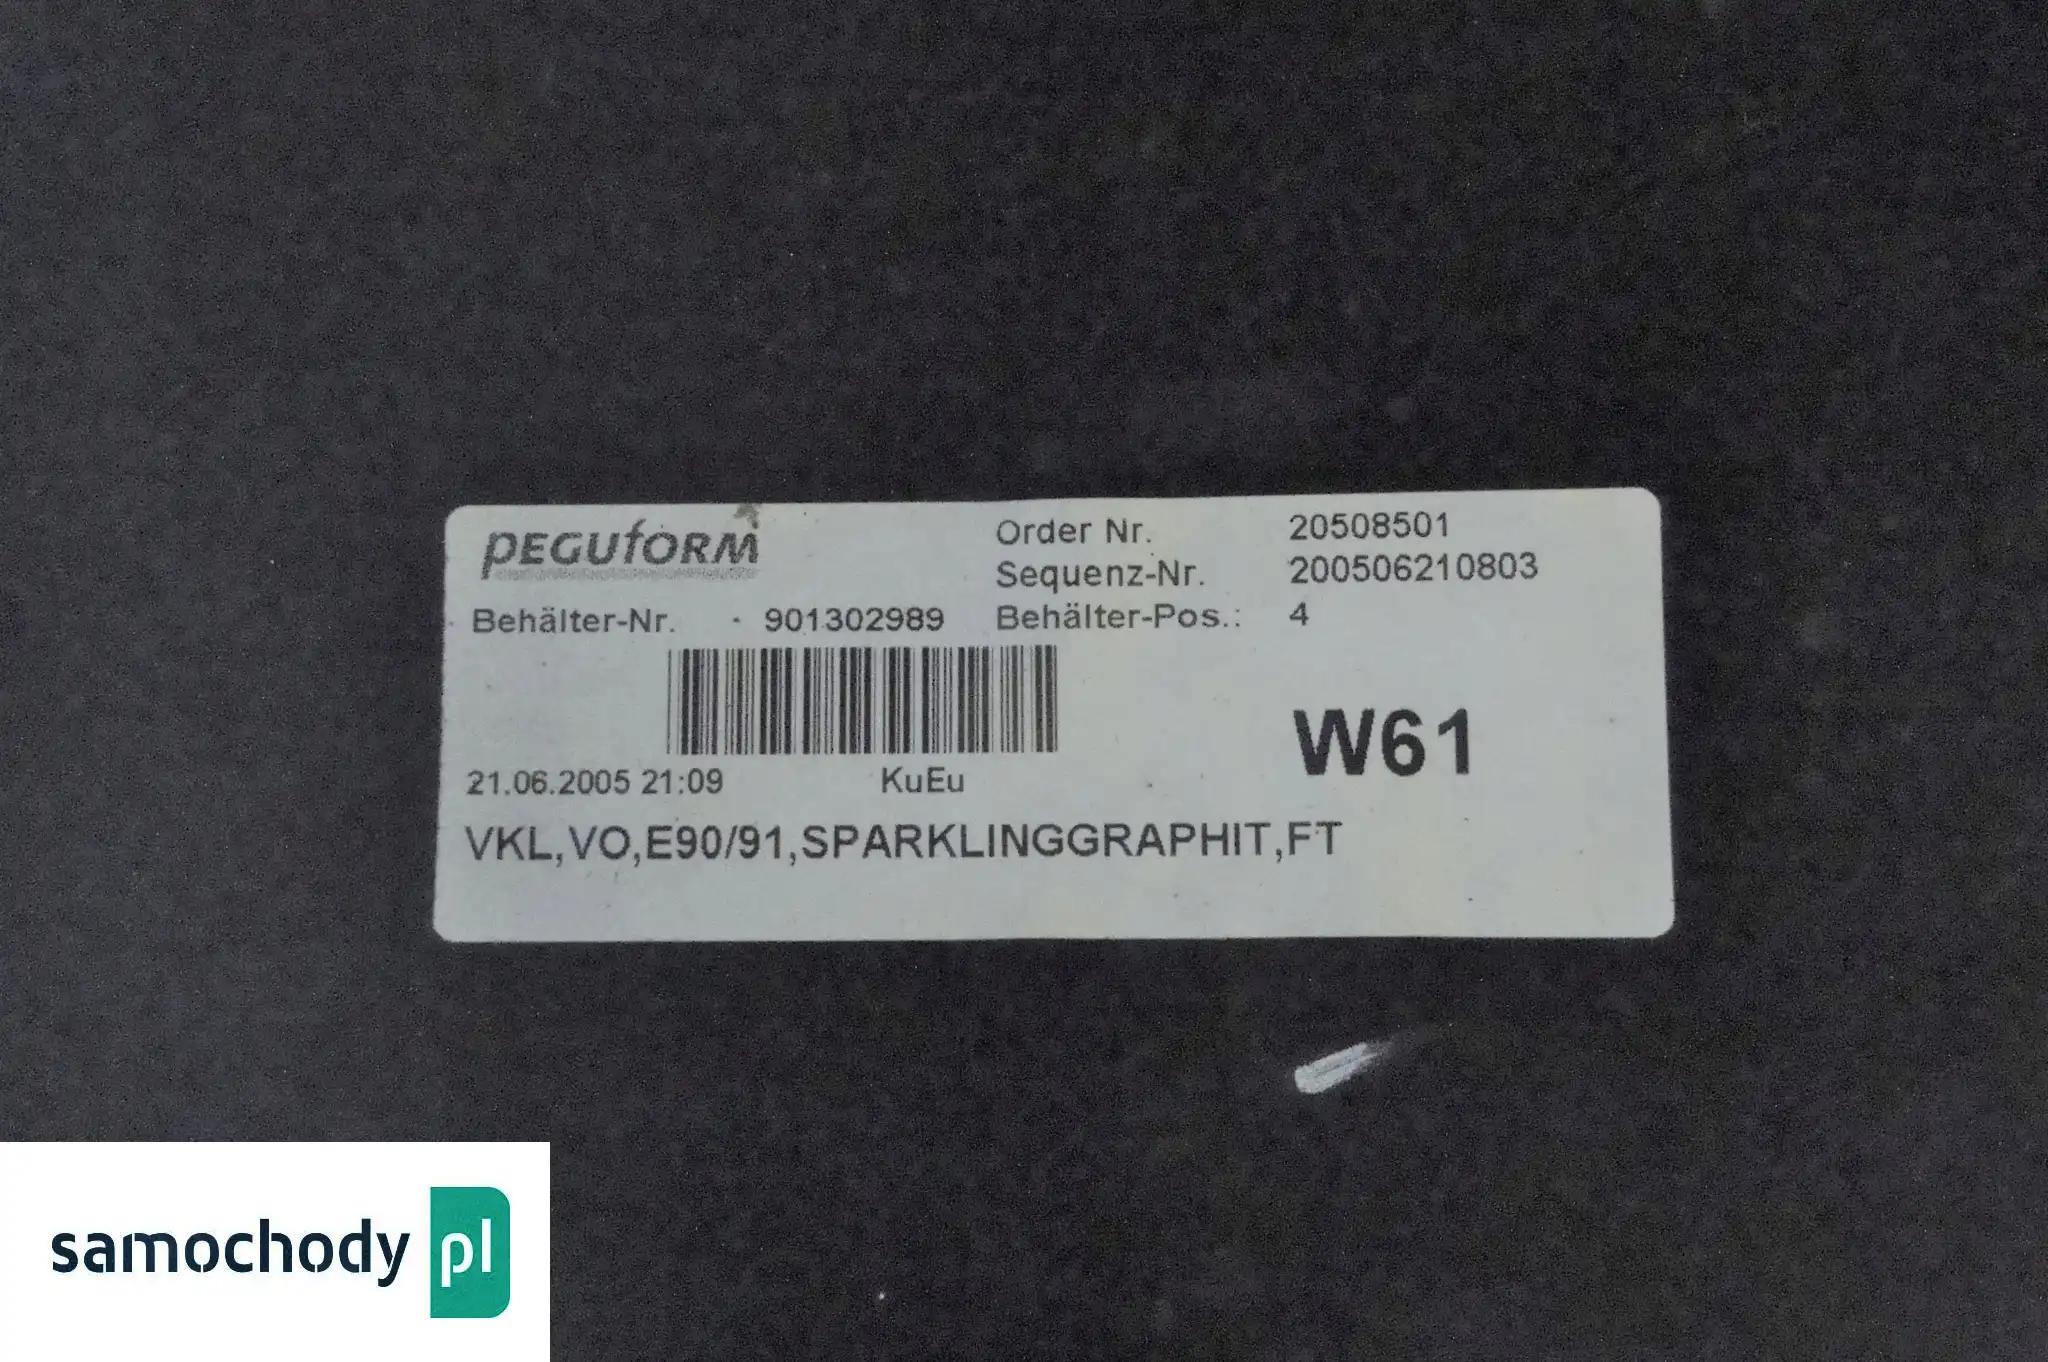 peguform
Order Nr. 20508501
Sequenz-Nr. 200506210803
Behälter-Nr. 901302989 Behälter-Pos.: 4
W61
21.06.2005 21:09 KuEu
VKL,VO,E90/91,SPARKLINGGRAPHIT,FT
samochody pl